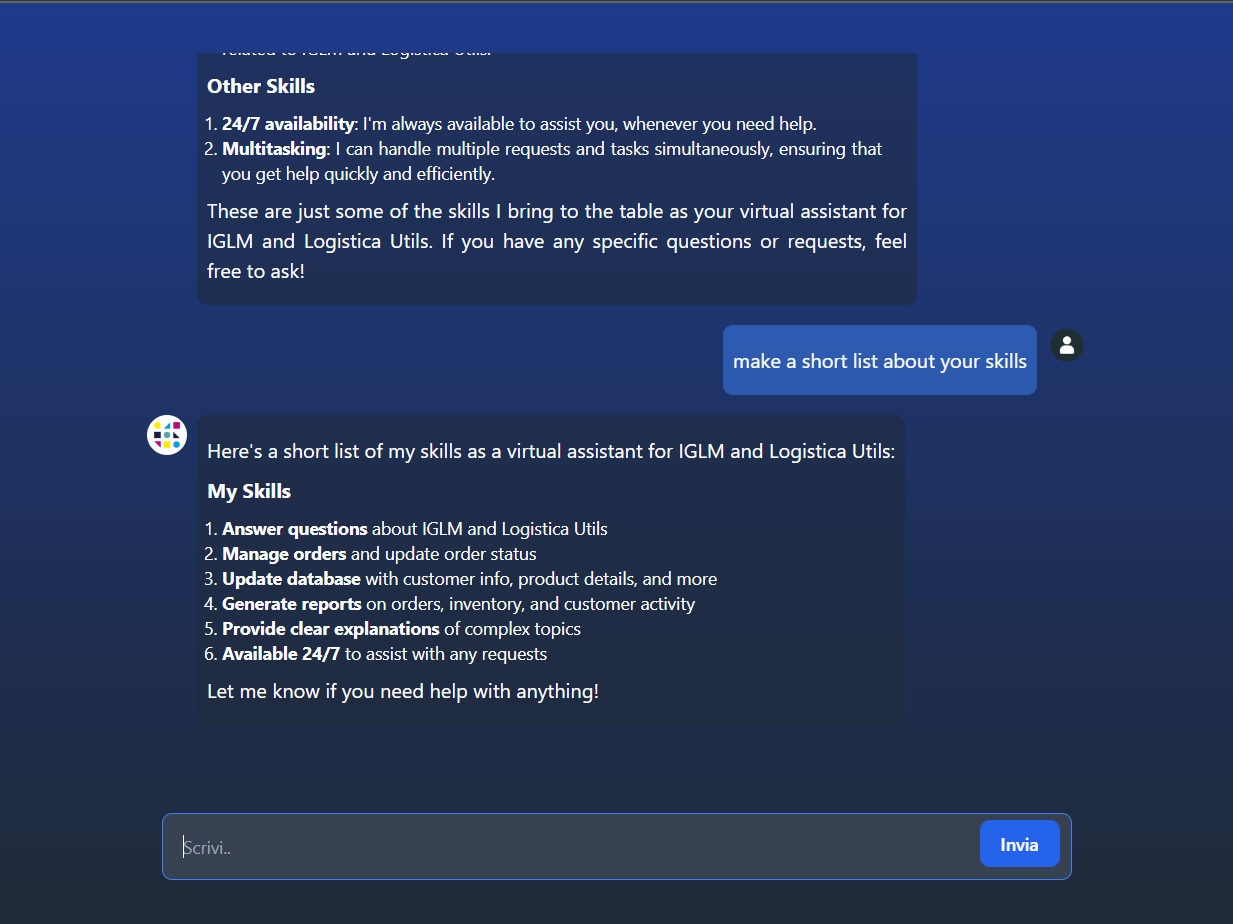 related to IGLM and Logistica Utils.
Other Skills
1. 24/7 availability: I'm always available to assist you, whenever you need help.
2. Multitasking: I can handle multiple requests and tasks simultaneously, ensuring that
you get help quickly and efficiently.
These are just some of the skills I bring to the table as your virtual assistant for
IGLM and Logistica Utils. If you have any specific questions or requests, feel
free to ask!
make a short list about your skills
Here's a short list of my skills as a virtual assistant for IGLM and Logistica Utils:
My Skills
1. Answer questions about IGLM and Logistica Utils
2. Manage orders and update order status
3. Update database with customer info, product details, and more
4. Generate reports on orders, inventory, and customer activity
5. Provide clear explanations of complex topics
6. Available 24/7 to assist with any requests
Let me know if you need help with anything!
Scrivi..
Invia